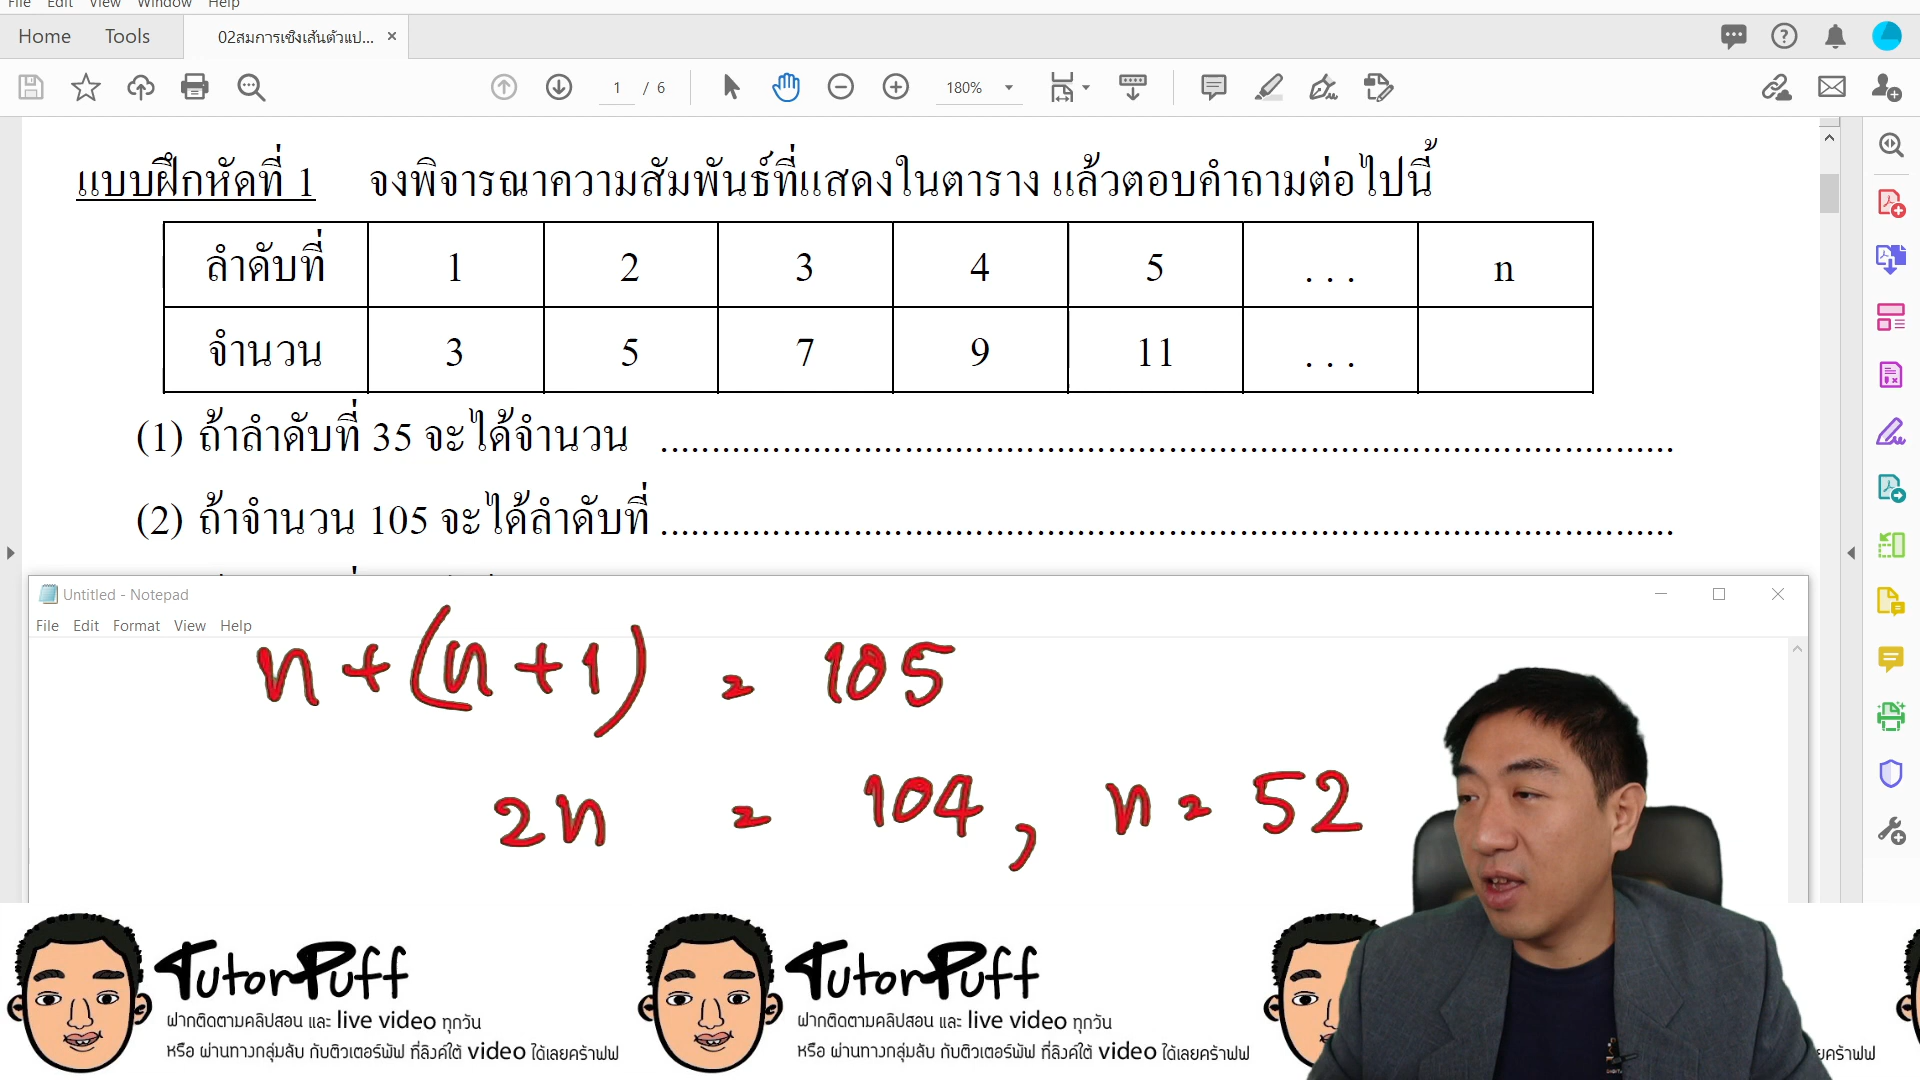 File Edit View Window Help
Home Tools 02สมการเชิงเส้นตัวแป... ×
1 / 6 180%
แบบฝึกหัดที่ 1 จงพิจารณาความสัมพันธ์ที่แสดงในตาราง แล้วตอบคำถามต่อไปนี้
ลำดับที่ 1 2 3 4 5 . . . n
จำนวน 3 5 7 9 11 . . .
(1) ถ้าลำดับที่ 35 จะได้จำนวน ....................................................................................................
(2) ถ้าจำนวน 105 จะได้ลำดับที่ ....................................................................................................
Untitled - Notepad
File Edit Format View Help
n + (n + 1) = 105
2n = 104, n = 52
TutorPuff TutorPuff
ฝากติดตามคลิปสอน และ live video ทุกวัน ฝากติดตามคลิปสอน และ live video ทุกวัน
หรือ ผ่านทางกลุ่มลับ กับติวเตอร์พัฟ ที่ลิงค์ใต้ video ได้เลยคร้าฟฟ หรือ ผ่านทางกลุ่มลับ กับติวเตอร์พัฟ ที่ลิงค์ใต้ video ได้เลยคร้าฟฟ ยคร้าฟฟ